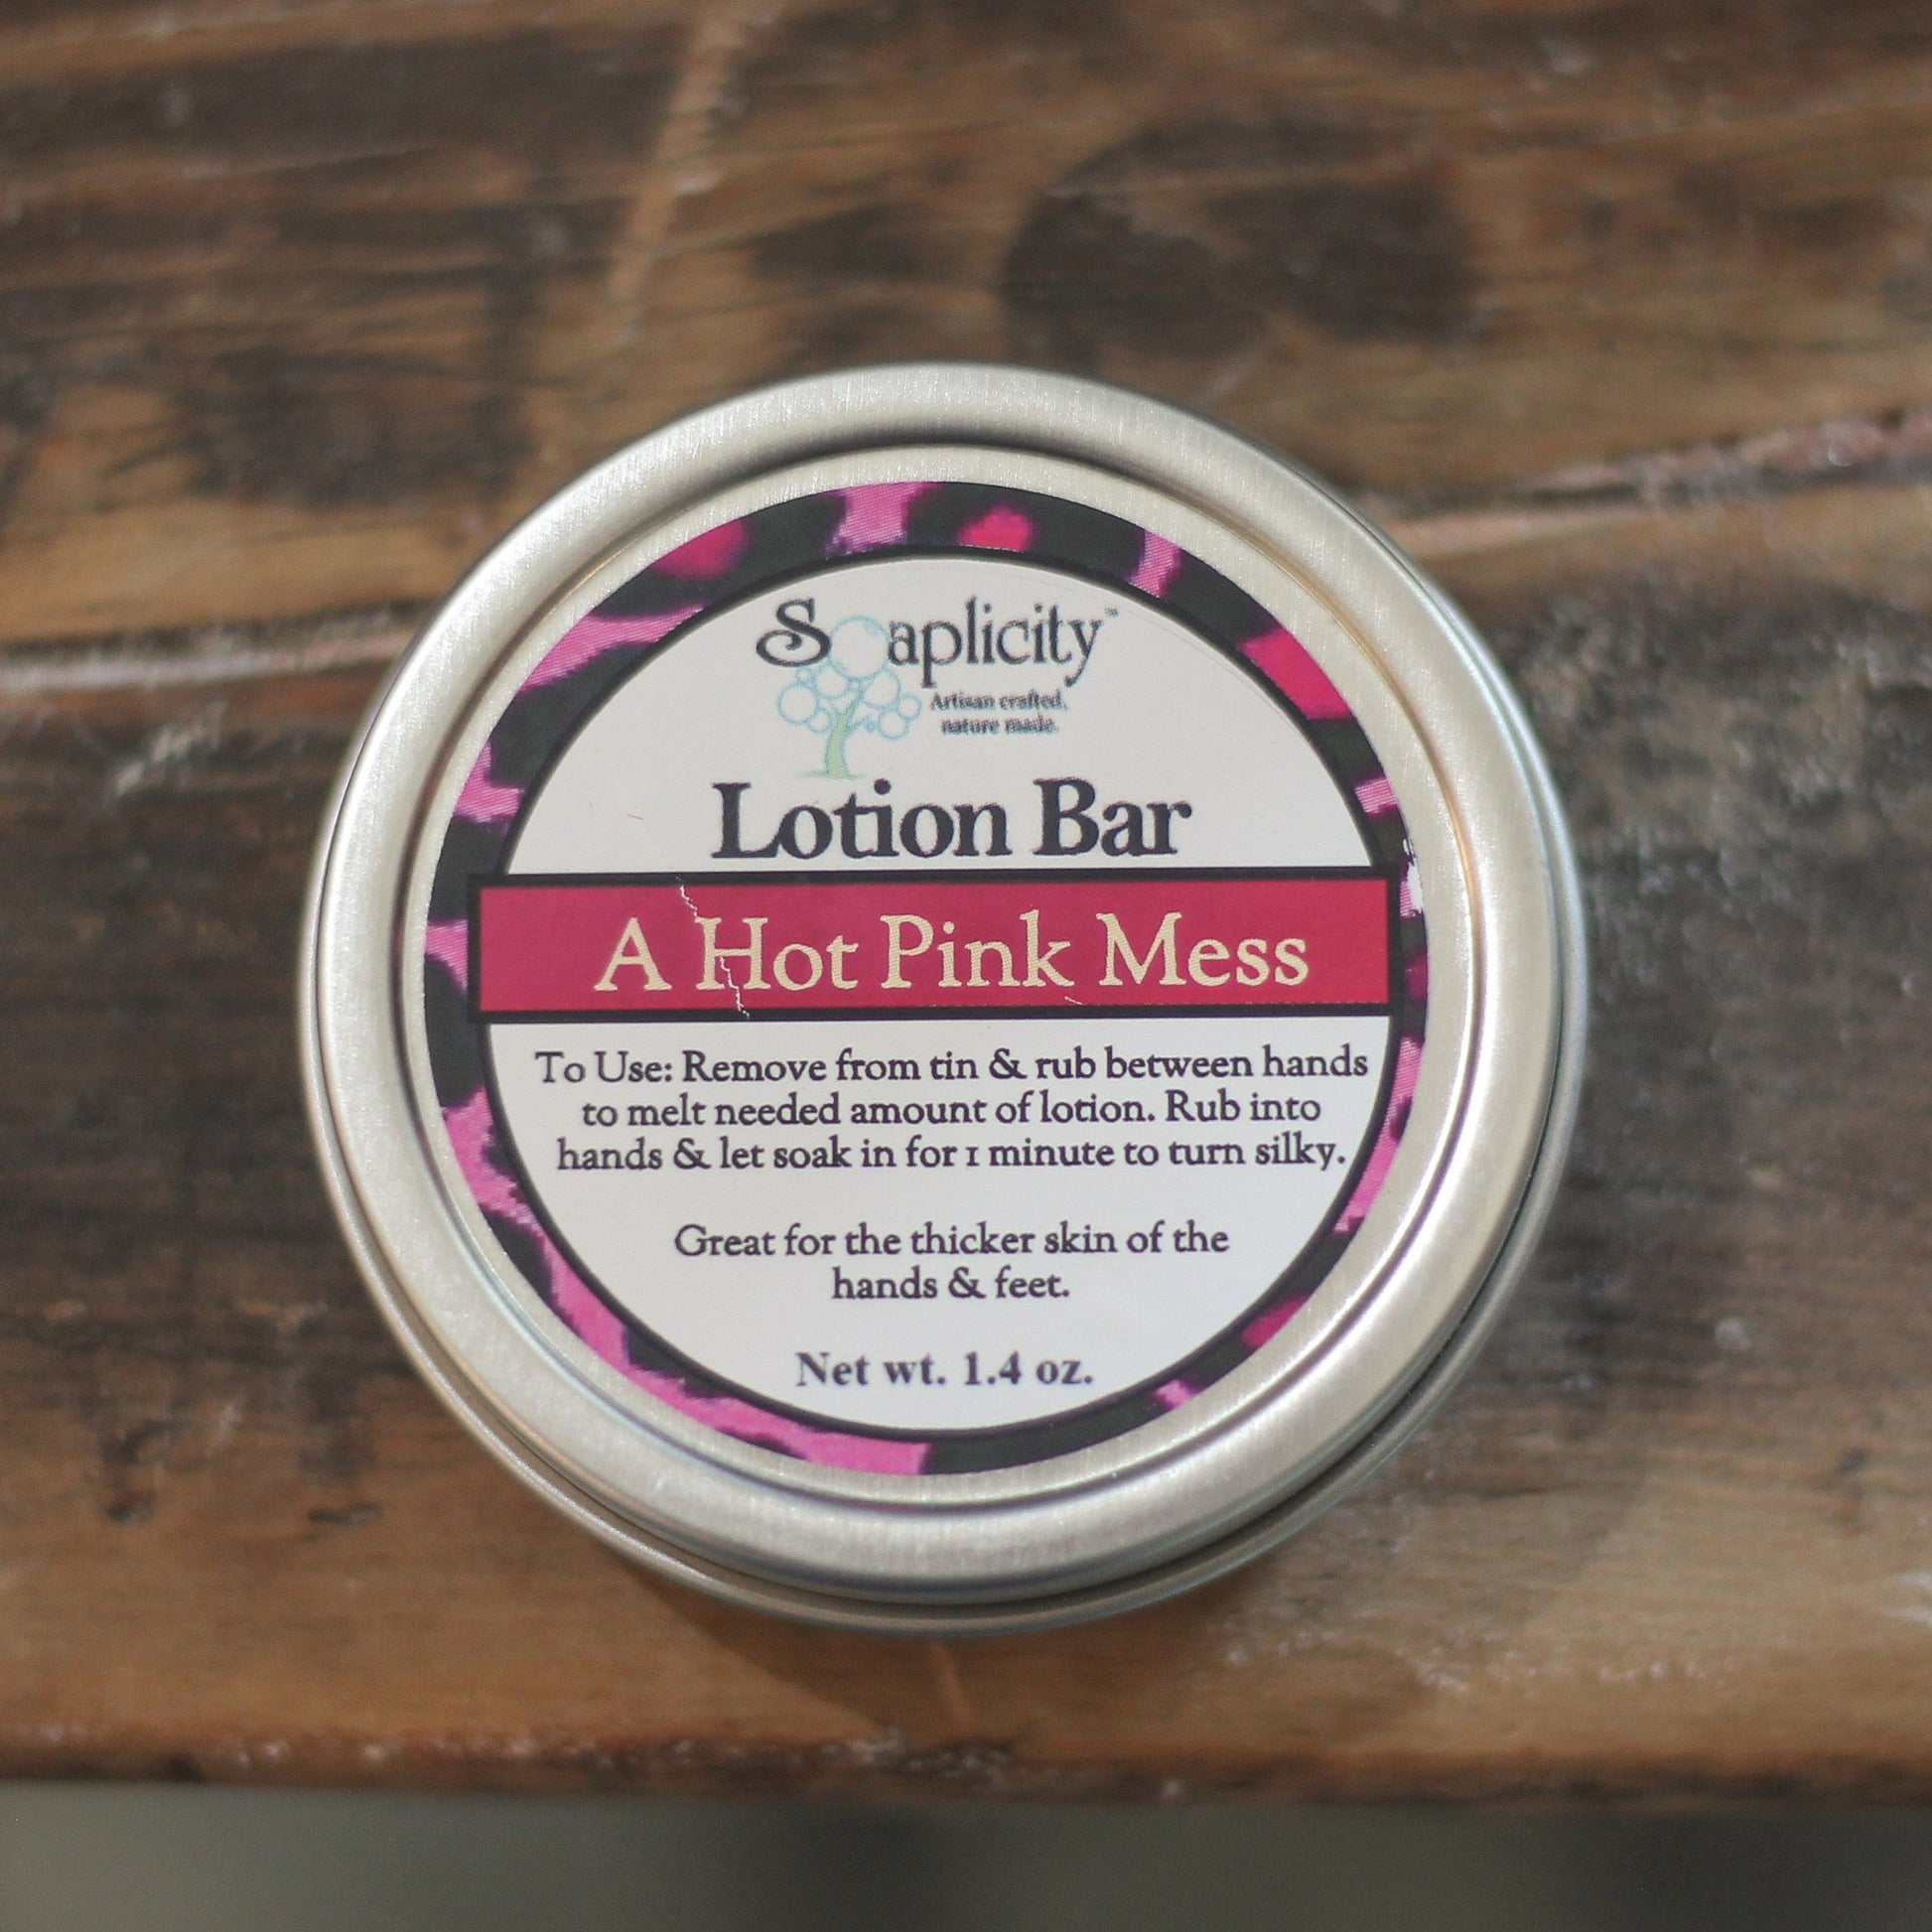 Soaplicity™
Artisan crafted,
nature made.
Lotion Bar
A Hot Pink Mess
To Use: Remove from tin & rub between hands
to melt needed amount of lotion. Rub into
hands & let soak in for 1 minute to turn silky.
Great for the thicker skin of the
hands & feet.
Net wt. 1.4 oz.